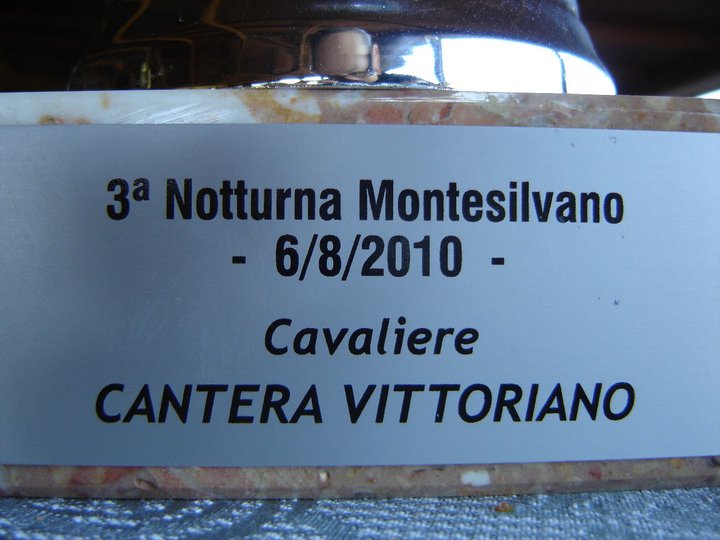 3ª Notturna Montesilvano
- 6/8/2010 -
Cavaliere
CANTERA VITTORIANO